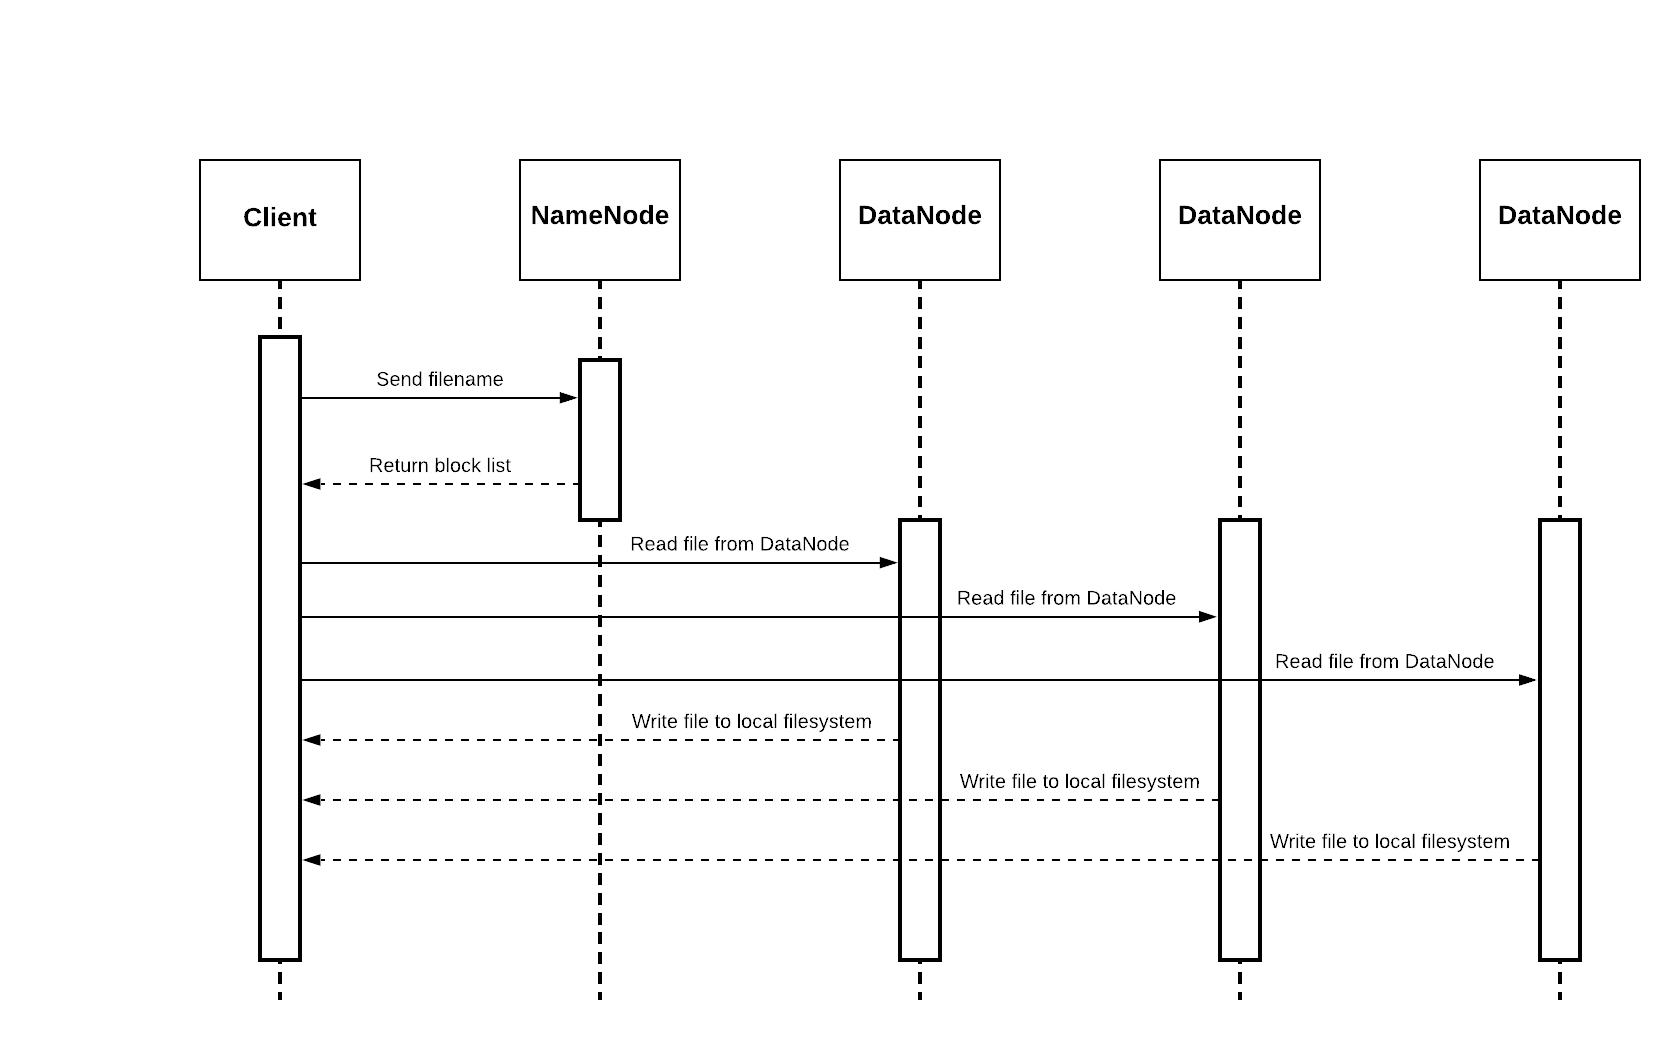 Client
NameNode
DataNode
DataNode
DataNode
Send filename
Return block list
Read file from DataNode
Read file from DataNode
Read file from DataNode
Write file to local filesystem
Write file to local filesystem
Write file to local filesystem